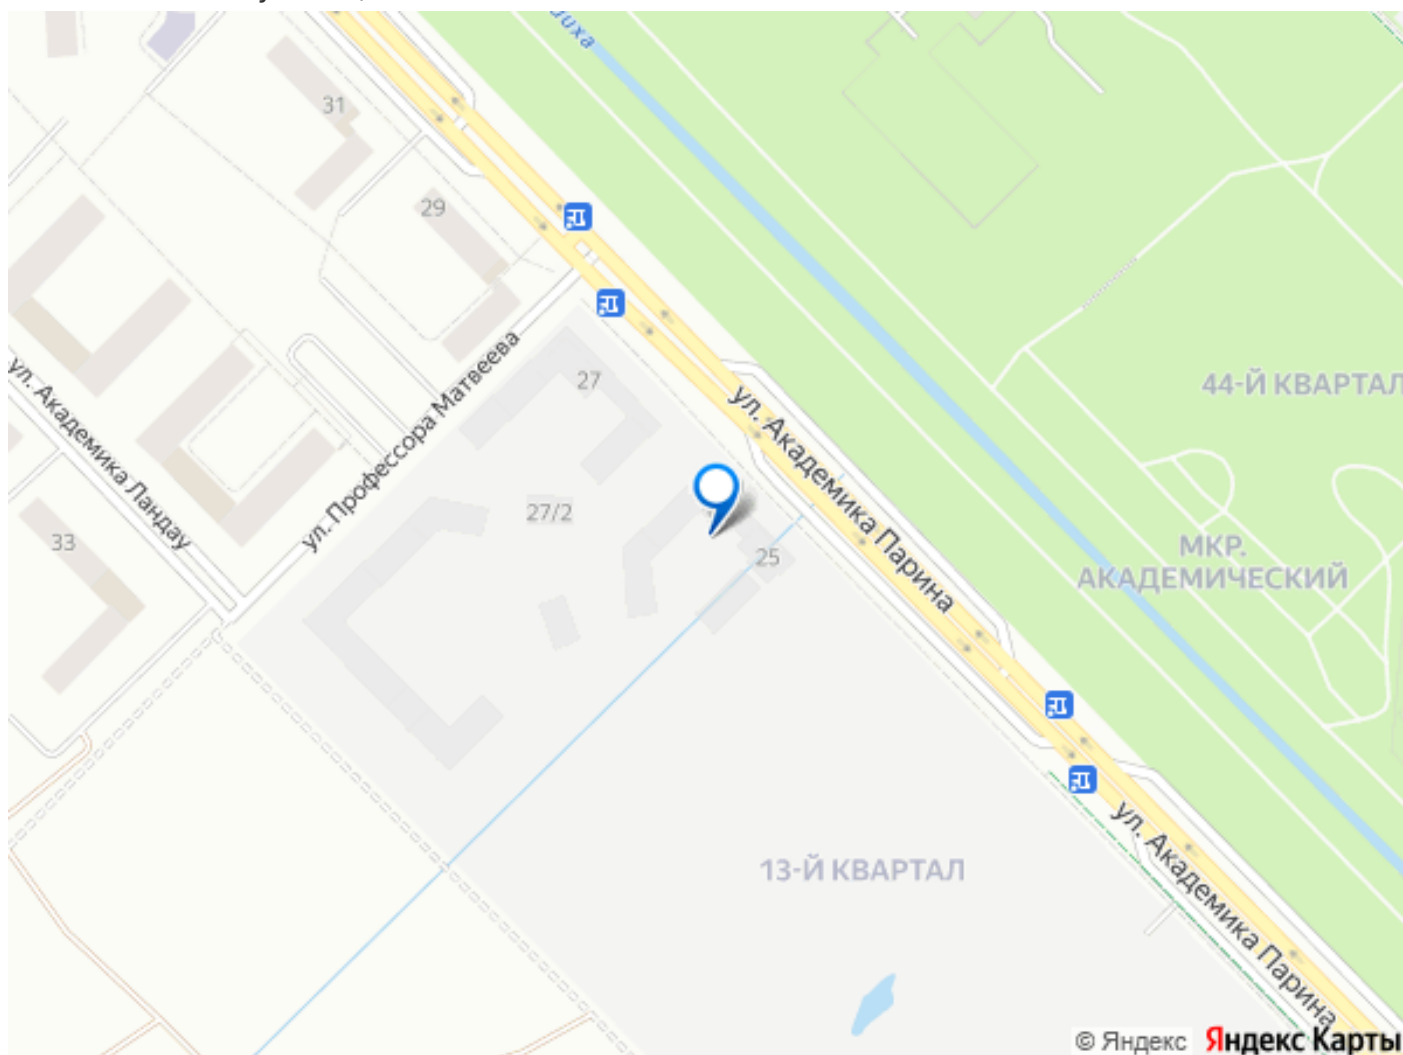 31
29
27
ул. Профессора Матвеева
ул. Академика Ландау
27/2
33
25
ул. Академика Парина
44-Й КВАРТАЛ
МКР.
АКАДЕМИЧЕСКИЙ
13-Й КВАРТАЛ
ул. Академика Парина
© Яндекс Яндекс Карты